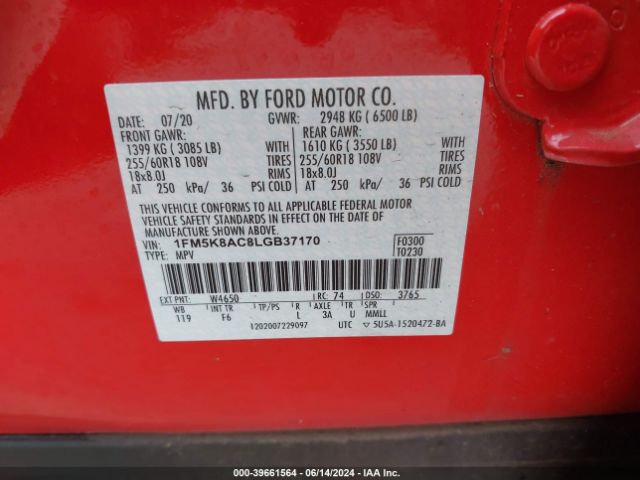 MFD. BY FORD MOTOR CO.
DATE: 07/20 GVWR: 2948 KG ( 6500 LB)
FRONT GAWR: REAR GAWR:
1399 KG ( 3085 LB) WITH 1610 KG ( 3550 LB) WITH
255/60R18 108V TIRES 255/60R18 108V TIRES
18x8.0J RIMS 18x8.0J RIMS
AT 250 kPa/ 36 PSI COLD AT 250 kPa/ 36 PSI COLD
THIS VEHICLE CONFORMS TO ALL APPLICABLE FEDERAL MOTOR
VEHICLE SAFETY STANDARDS IN EFFECT ON THE DATE OF
MANUFACTURE SHOWN ABOVE.
VIN: 1FM5K8AC8LGB37170 F0300
TYPE: MPV T0230
EXT PNT: W4650 RC: 74 DSO: 3765
WB INT TR TP/PS R AXLE TR SPR
119 F6 L 3A U MMLL
1202007229097 UTC ▽ 5U5A-1520472-BA
000-39661564 - 06/14/2024 - IAAI.com